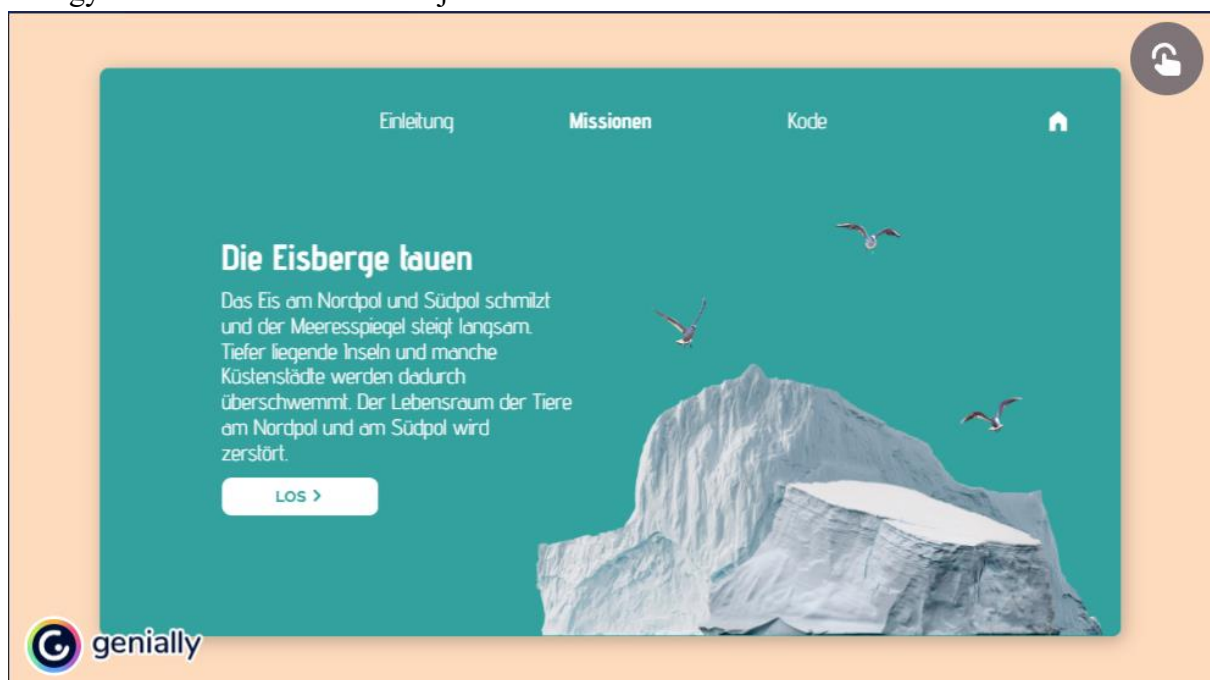 Einleitung Missionen Kode
Die Eisberge tauen
Das Eis am Nordpol und Südpol schmilzt
und der Meeresspiegel steigt langsam.
Tiefer liegende Inseln und manche
Küstenstädte werden dadurch
überschwemmt. Der Lebensraum der Tiere
am Nordpol und am Südpol wird
zerstört.
LOS >
genially